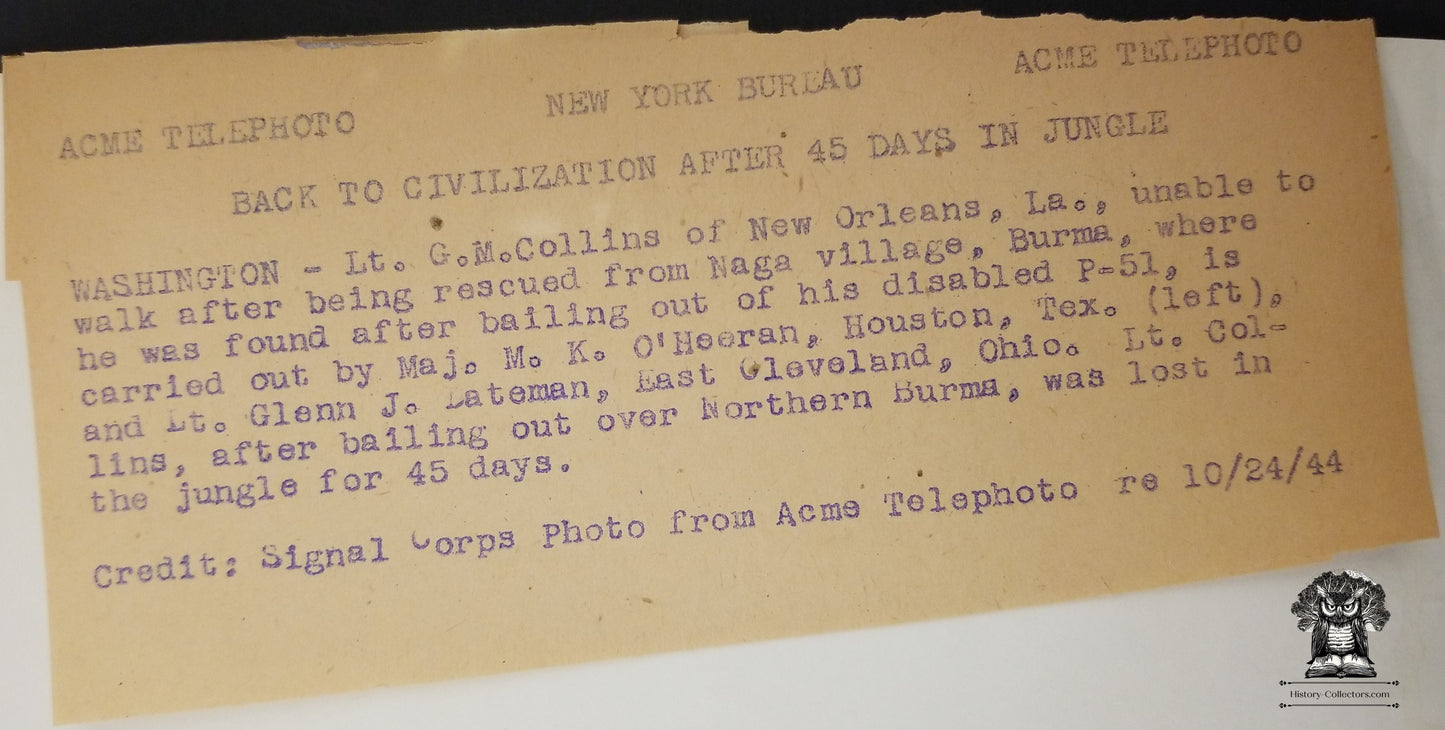 ACME TELEPHOTO NEW YORK BUREAU ACME TELEPHOTO
BACK TO CIVILIZATION AFTER 45 DAYS IN JUNGLE
WASHINGTON - Lt. G.M.Collins of New Orleans, La., unable to
walk after being rescued from Naga village, Burma, where
he was found after bailing out of his disabled P-51, is
carried out by Maj. M. K. O'Heeran, Houston, Tex. (left),
and Lt. Glenn J. Lateman, East Cleveland, Ohio. Lt. Col-
lins, after bailing out over Northern Burma, was lost in
the jungle for 45 days.
Credit: Signal Corps Photo from Acme Telephoto re 10/24/44
History-Collectors.com